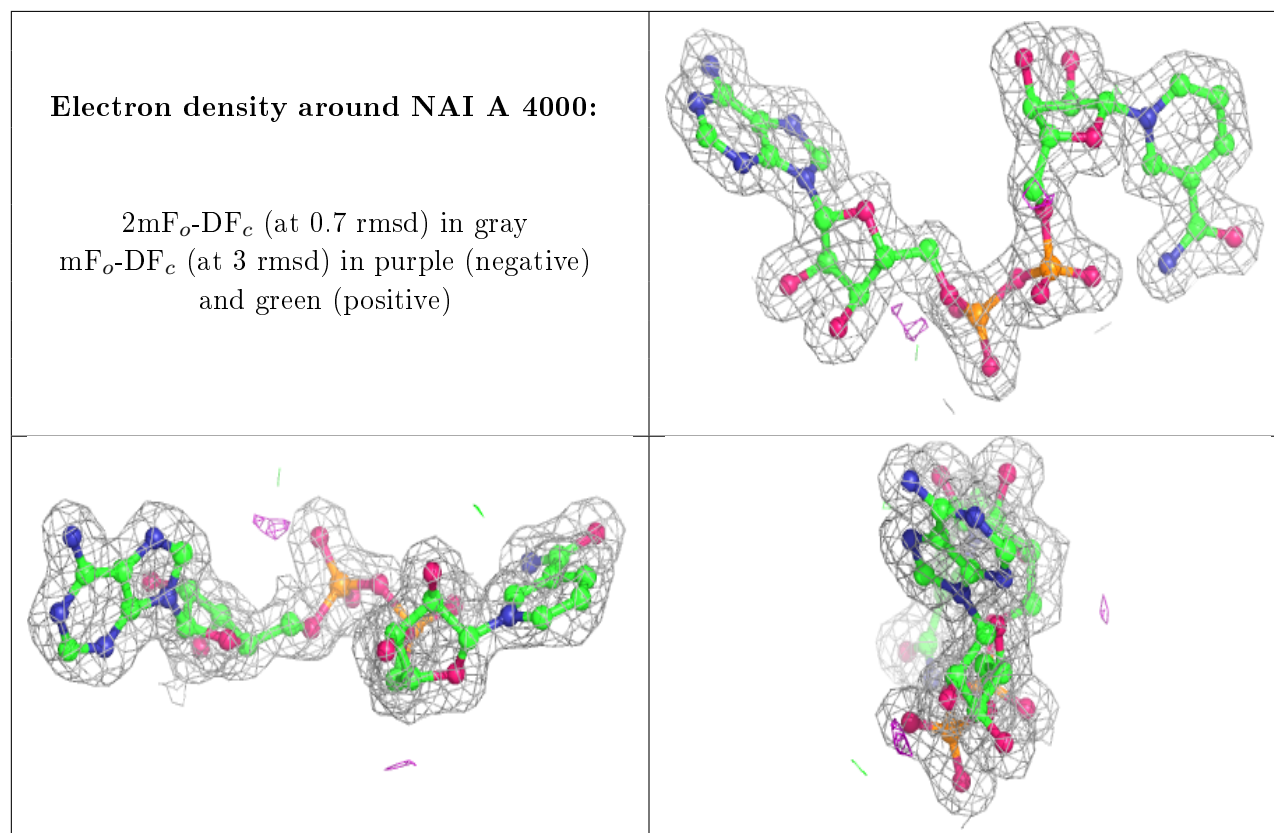 Electron density around NAI A 4000:
2mFo-DFc (at 0.7 rmsd) in gray
mFo-DFc (at 3 rmsd) in purple (negative)
and green (positive)